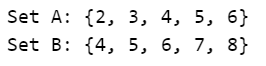 Set A: {2, 3, 4, 5, 6}
Set B: {4, 5, 6, 7, 8}